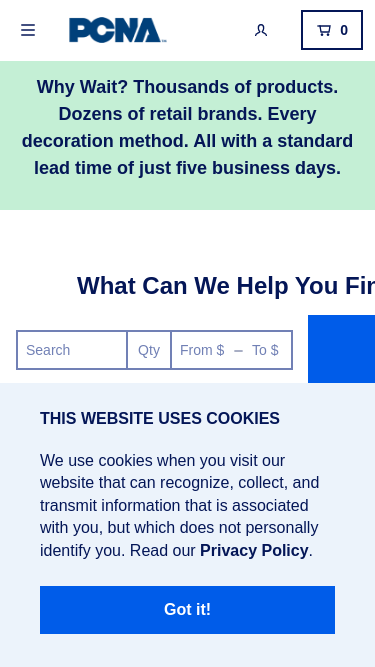 PCNA
0
Why Wait? Thousands of products.
Dozens of retail brands. Every
decoration method. All with a standard
lead time of just five business days.
What Can We Help You Fin
Search
Qty
From $ – To $
THIS WEBSITE USES COOKIES
We use cookies when you visit our
website that can recognize, collect, and
transmit information that is associated
with you, but which does not personally
identify you. Read our Privacy Policy.
Got it!